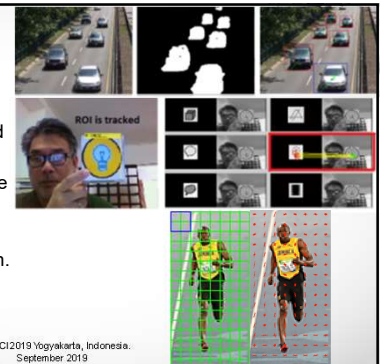 ROI is tracked
d
e
n.
CI2019 Yogyakarta, Indonesia.
September 2019